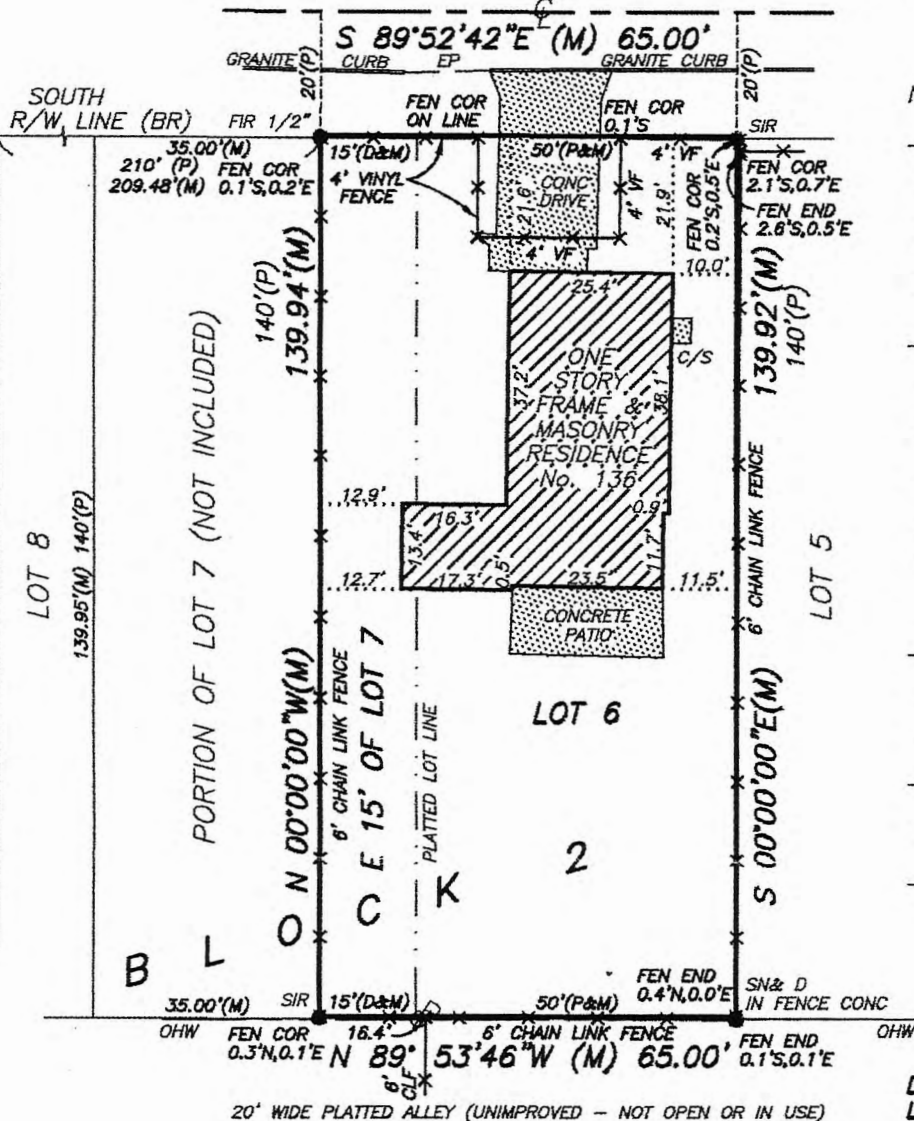 S 89°52'42"E (M) 65.00'
GRANITE CURB EP GRANITE CURB
20'(P)
20'(P)
SOUTH
R/W LINE (BR)
FIR 1/2"
FEN COR
ON LINE
FEN COR
0.1'S
SIR
35.00'(M)
210' (P)
209.48'(M)
FEN COR
0.1'S,0.2'E
15'(D&M)
4' VINYL
FENCE
50'(P&M)
4' VF
CONC
DRIVE
21.6'
4' VF
4' VF
21.9'
FEN COR
0.2'S,0.5'E
FEN COR
2.1'S,0.7'E
FEN END
2.6'S,0.5'E
10.0'
25.4'
C/S
140'(P)
139.94'(M)
139.92'(M)
140'(P)
ONE
STORY
FRAME &
MASONRY
RESIDENCE
No. 136
37.2'
38.1'
0.9'
11.7'
12.9'
16.3'
13.4'
12.7'
17.3'
0.5'
23.5'
11.5'
CONCRETE
PATIO
LOT 8
139.95'(M) 140'(P)
PORTION OF LOT 7 (NOT INCLUDED)
N 00°00'00"W(M)
6' CHAIN LINK FENCE
E 15' OF LOT 7
PLATTED LOT LINE
LOT 6
6' CHAIN LINK FENCE
LOT 5
S 00°00'00"E(M)
B L O C K 2
FEN END
0.4'N,0.0'E
SN& D
IN FENCE CONC
35.00'(M)
SIR
15'(D&M)
50'(P&M)
OHW
FEN COR
0.3'N,0.1'E
16.4'
6' CHAIN LINK FENCE
FEN END
0.1'S,0.1'E
OHW
N 89° 53'46"W (M) 65.00'
6'
CLF
20' WIDE PLATTED ALLEY (UNIMPROVED – NOT OPEN OR IN USE)